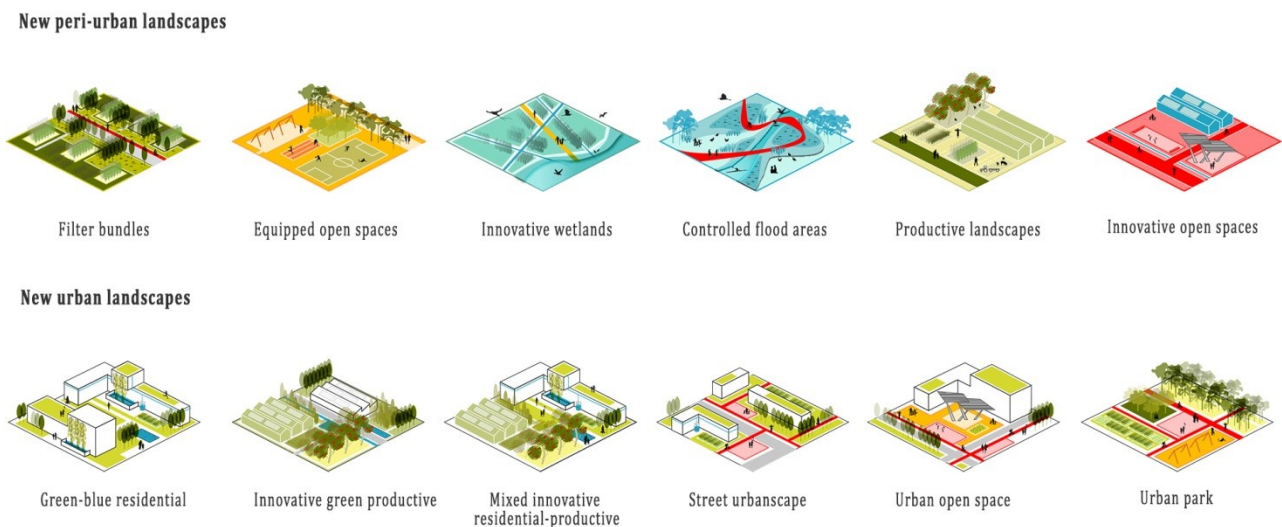 New peri-urban landscapes
Filter bundles
Equipped open spaces
Innovative wetlands
Controlled flood areas
Productive landscapes
Innovative open spaces
New urban landscapes
Green-blue residential
Innovative green productive
Mixed innovative
residential-productive
Street urbanscape
Urban open space
Urban park